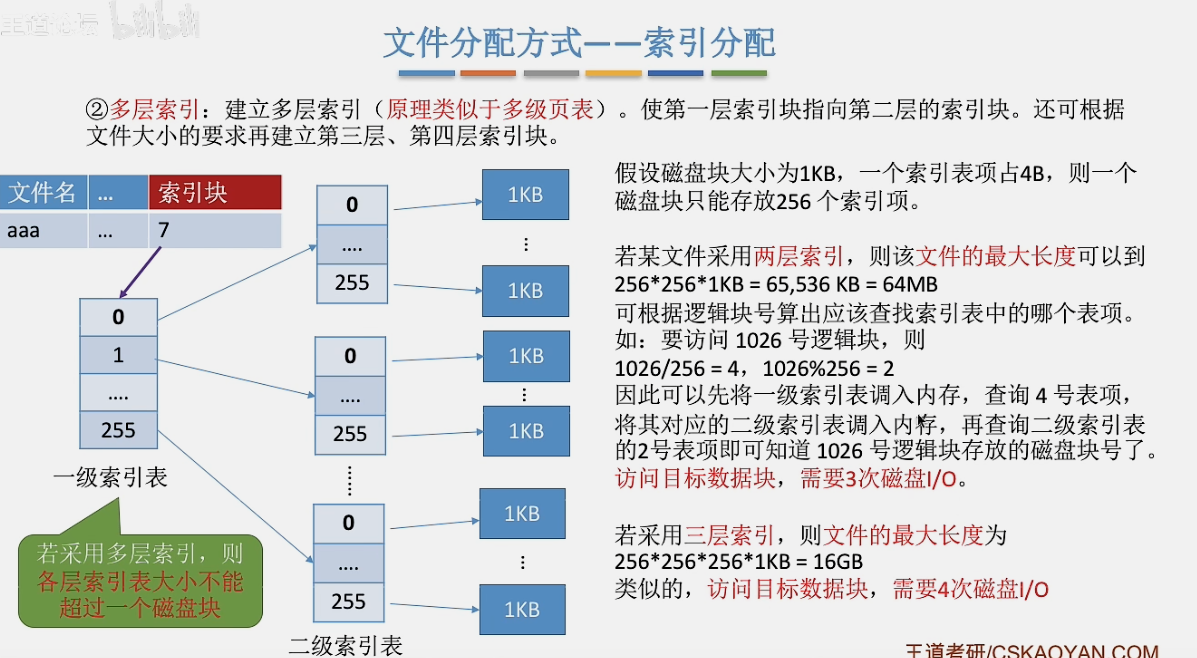 王道论坛 bilibili
文件分配方式——索引分配
②多层索引：建立多层索引（原理类似于多级页表）。使第一层索引块指向第二层的索引块。还可根据
文件大小的要求再建立第三层、第四层索引块。
文件名 ... 索引块
aaa ... 7
0
1
....
255
一级索引表
若采用多层索引，则
各层索引表大小不能
超过一个磁盘块
0
....
255
0
....
255
0
....
255
二级索引表
1KB
1KB
1KB
1KB
1KB
1KB
假设磁盘块大小为1KB，一个索引表项占4B，则一个
磁盘块只能存放256 个索引项。
若某文件采用两层索引，则该文件的最大长度可以到
256*256*1KB = 65,536 KB = 64MB
可根据逻辑块号算出应该查找索引表中的哪个表项。
如：要访问 1026 号逻辑块，则
1026/256 = 4，1026%256 = 2
因此可以先将一级索引表调入内存，查询 4 号表项，
将其对应的二级索引表调入内存，再查询二级索引表
的2号表项即可知道 1026 号逻辑块存放的磁盘块号了。
访问目标数据块，需要3次磁盘I/O。
若采用三层索引，则文件的最大长度为
256*256*256*1KB = 16GB
类似的，访问目标数据块，需要4次磁盘I/O
王道考研/CSKAOYAN.COM